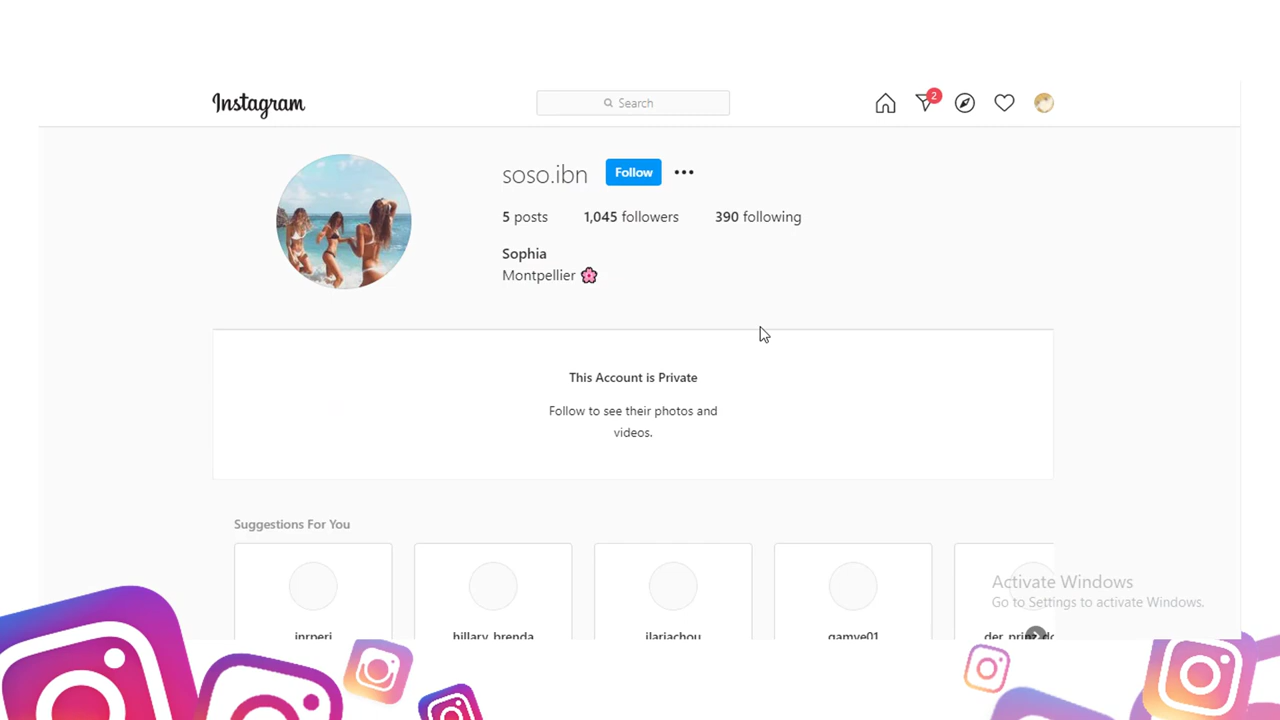 Instagram
Search
2
soso.ibn Follow
5 posts 1,045 followers 390 following
Sophia
Montpellier 🌸
This Account is Private
Follow to see their photos and
videos.
Suggestions For You
Activate Windows
Go to Settings to activate Windows.
inrperi hillary_brenda ilariachou gamve01